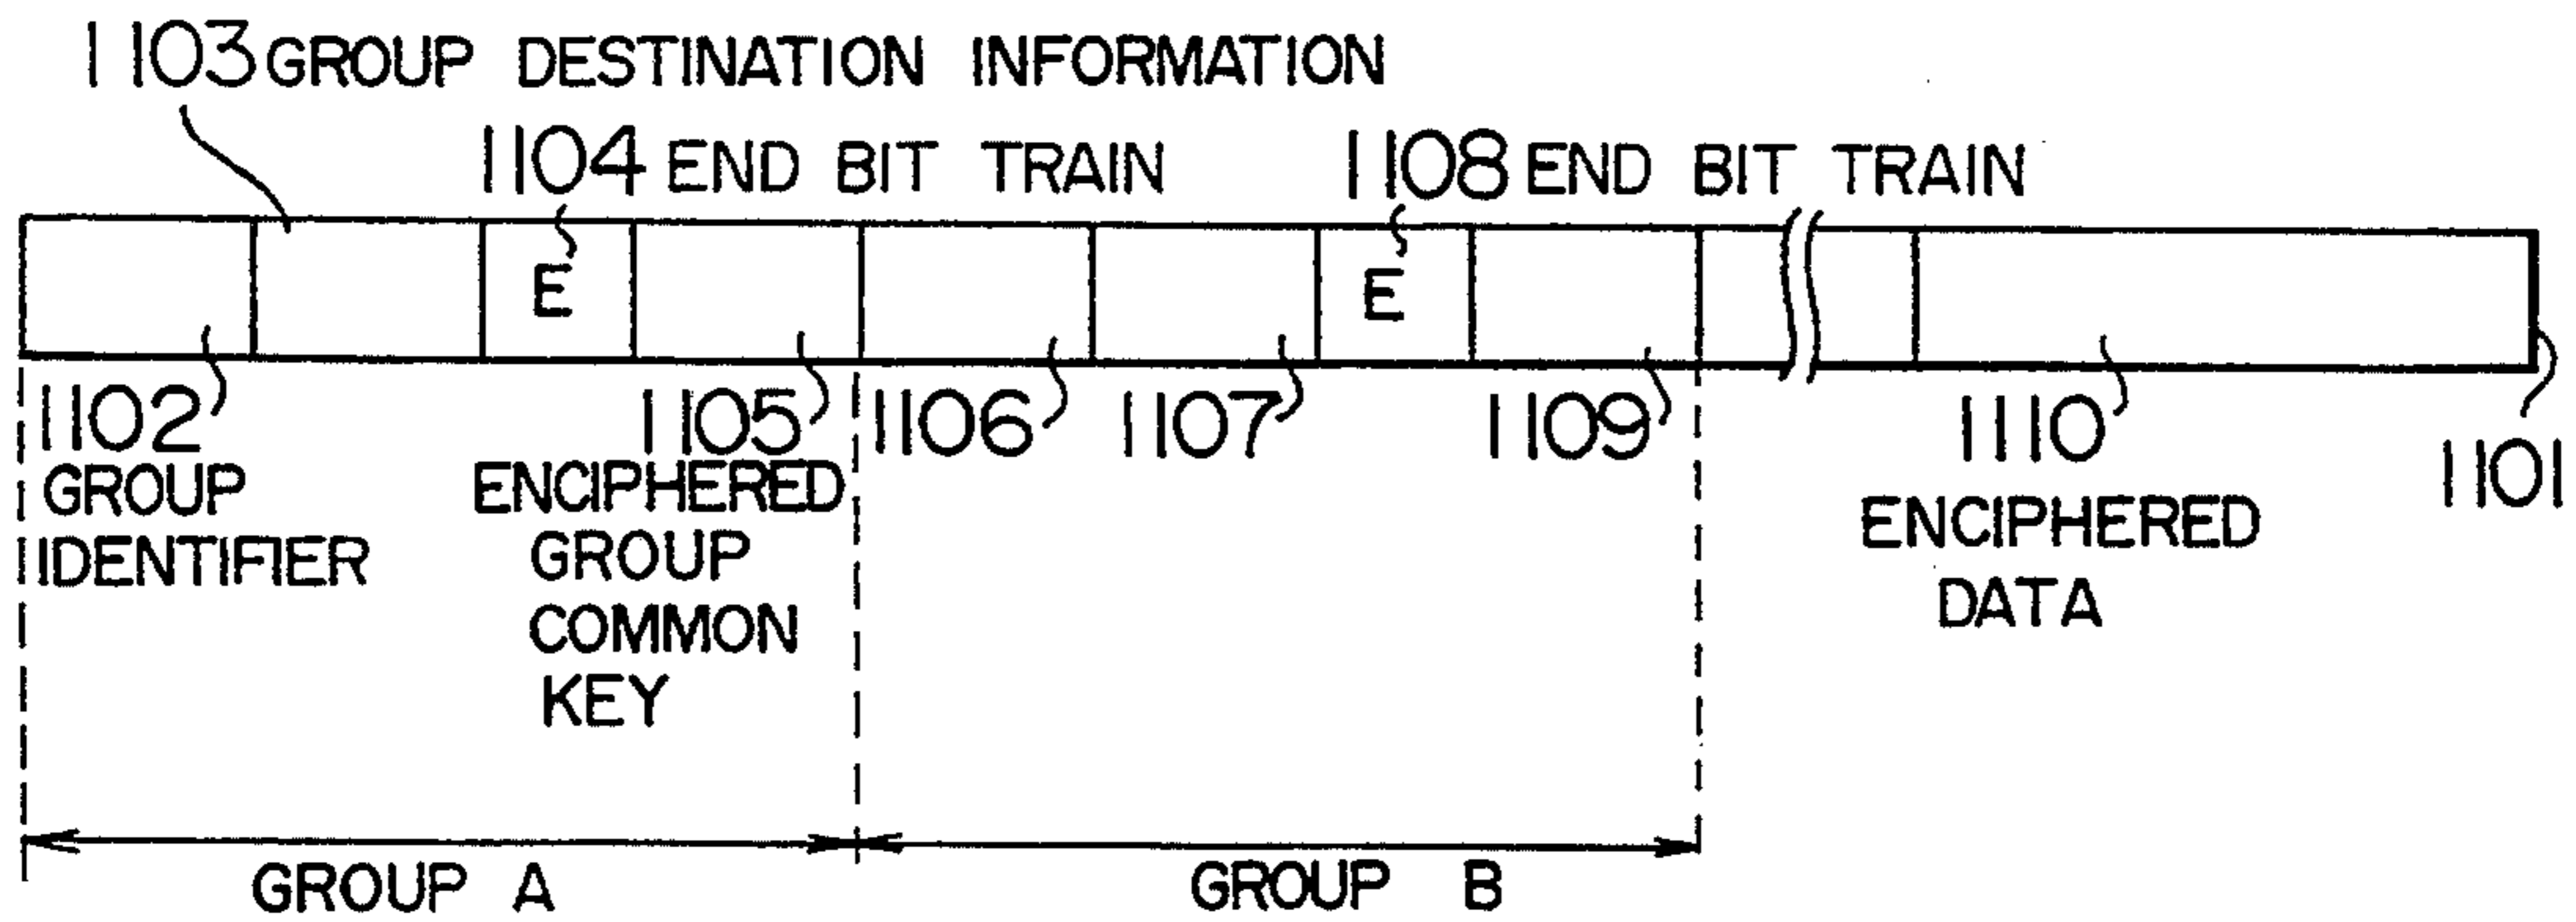 1103 GROUP DESTINATION INFORMATION
1104 END BIT TRAIN
1108 END BIT TRAIN
E
E
1102
GROUP
IDENTIFIER
1105
ENCIPHERED
GROUP
COMMON
KEY
1106
1107
1109
1110
ENCIPHERED
DATA
1101
GROUP A
GROUP B